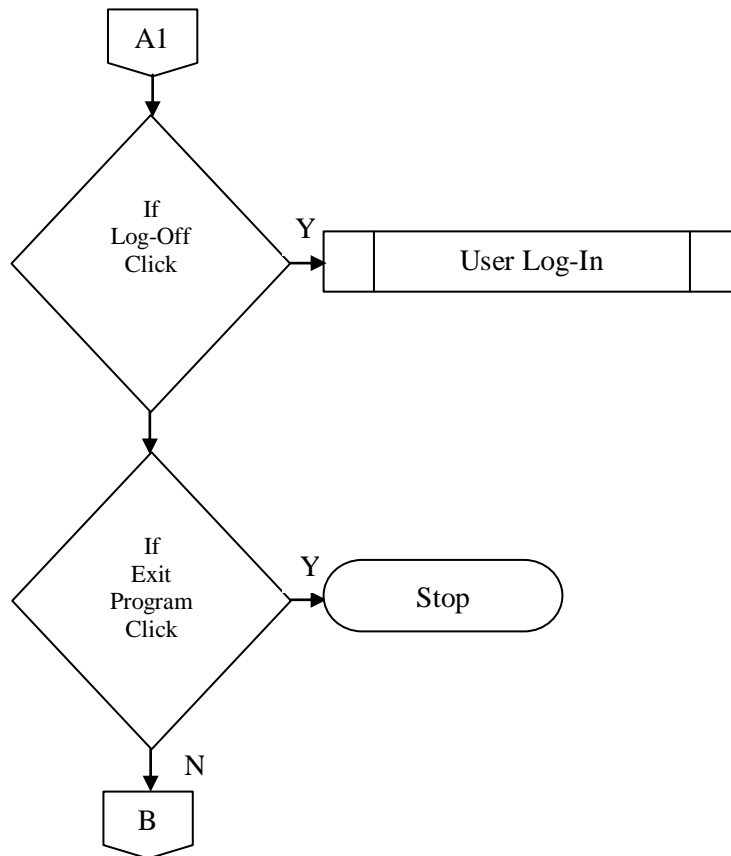 A1
If
Log-Off
Click
Y
User Log-In
If
Exit
Program
Click
Y
Stop
N
B